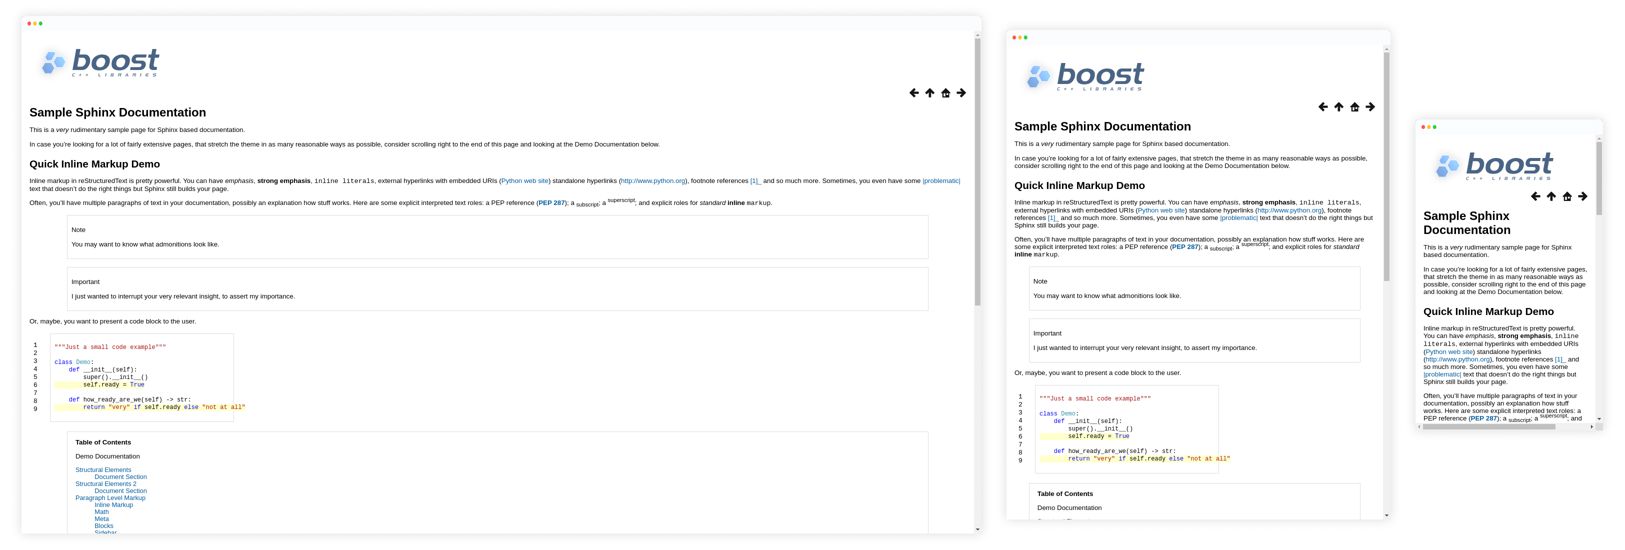 boost
C++ LIBRARIES
Sample Sphinx Documentation
This is a very rudimentary sample page for Sphinx based documentation.
In case you're looking for a lot of fairly extensive pages, that stretch the theme in as many reasonable ways as possible, consider scrolling right to the end of this page and looking at the Demo Documentation below.
Quick Inline Markup Demo
Inline markup in reStructuredText is pretty powerful. You can have emphasis, strong emphasis, inline literals, external hyperlinks with embedded URIs (Python web site) standalone hyperlinks (http://www.python.org), footnote references [1]_ and so much more. Sometimes, you even have some |problematic|
text that doesn't do the right things but Sphinx still builds your page.
Often, you'll have multiple paragraphs of text in your documentation, possibly an explanation how stuff works. Here are some explicit interpreted text roles: a PEP reference (PEP 287); a subscript; a superscript, and explicit roles for standard inline markup.
Note
You may want to know what admonitions look like.
Important
I just wanted to interrupt your very relevant insight, to assert my importance.
Or, maybe, you want to present a code block to the user.
1 """Just a small code example"""
2
3 class Demo:
4 def __init__(self):
5 super().__init__()
6 self.ready = True
7
8 def how_ready_are_we(self) -> str:
9 return "very" if self.ready else "not at all"
Table of Contents
Demo Documentation
Structural Elements
Document Section
Structural Elements 2
Document Section
Paragraph Level Markup
Inline Markup
Math
Meta
Blocks
Sidebar
boost
C++ LIBRARIES
Sample Sphinx Documentation
This is a very rudimentary sample page for Sphinx based documentation.
In case you're looking for a lot of fairly extensive pages, that stretch the theme in as many reasonable ways as possible,
consider scrolling right to the end of this page and looking at the Demo Documentation below.
Quick Inline Markup Demo
Inline markup in reStructuredText is pretty powerful. You can have emphasis, strong emphasis, inline literals,
external hyperlinks with embedded URIs (Python web site) standalone hyperlinks (http://www.python.org), footnote
references [1]_ and so much more. Sometimes, you even have some |problematic| text that doesn't do the right things but
Sphinx still builds your page.
Often, you'll have multiple paragraphs of text in your documentation, possibly an explanation how stuff works. Here are
some explicit interpreted text roles: a PEP reference (PEP 287); a subscript; a superscript, and explicit roles for standard
inline markup.
Note
You may want to know what admonitions look like.
Important
I just wanted to interrupt your very relevant insight, to assert my importance.
Or, maybe, you want to present a code block to the user.
1 """Just a small code example"""
2
3 class Demo:
4 def __init__(self):
5 super().__init__()
6 self.ready = True
7
8 def how_ready_are_we(self) -> str:
9 return "very" if self.ready else "not at all"
Table of Contents
Demo Documentation
boost
C++ LIBRARIES
Sample Sphinx
Documentation
This is a very rudimentary sample page for Sphinx
based documentation.
In case you're looking for a lot of fairly extensive pages,
that stretch the theme in as many reasonable ways as
possible, consider scrolling right to the end of this page
and looking at the Demo Documentation below.
Quick Inline Markup Demo
Inline markup in reStructuredText is pretty powerful.
You can have emphasis, strong emphasis, inline
literals, external hyperlinks with embedded URIs
(Python web site) standalone hyperlinks
(http://www.python.org), footnote references [1]_ and
so much more. Sometimes, you even have some
|problematic| text that doesn't do the right things but
Sphinx still builds your page.
Often, you'll have multiple paragraphs of text in your
documentation, possibly an explanation how stuff
works. Here are some explicit interpreted text roles: a
PEP reference (PEP 287); a subscript; a superscript, and